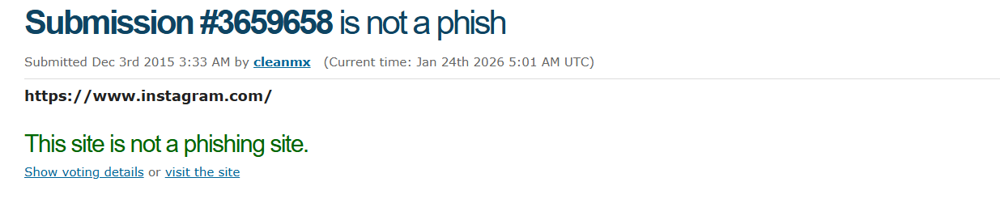 Submission #3659658 is not a phish
Submitted Dec 3rd 2015 3:33 AM by cleanmx (Current time: Jan 24th 2026 5:01 AM UTC)
https://www.instagram.com/
This site is not a phishing site.
Show voting details or visit the site